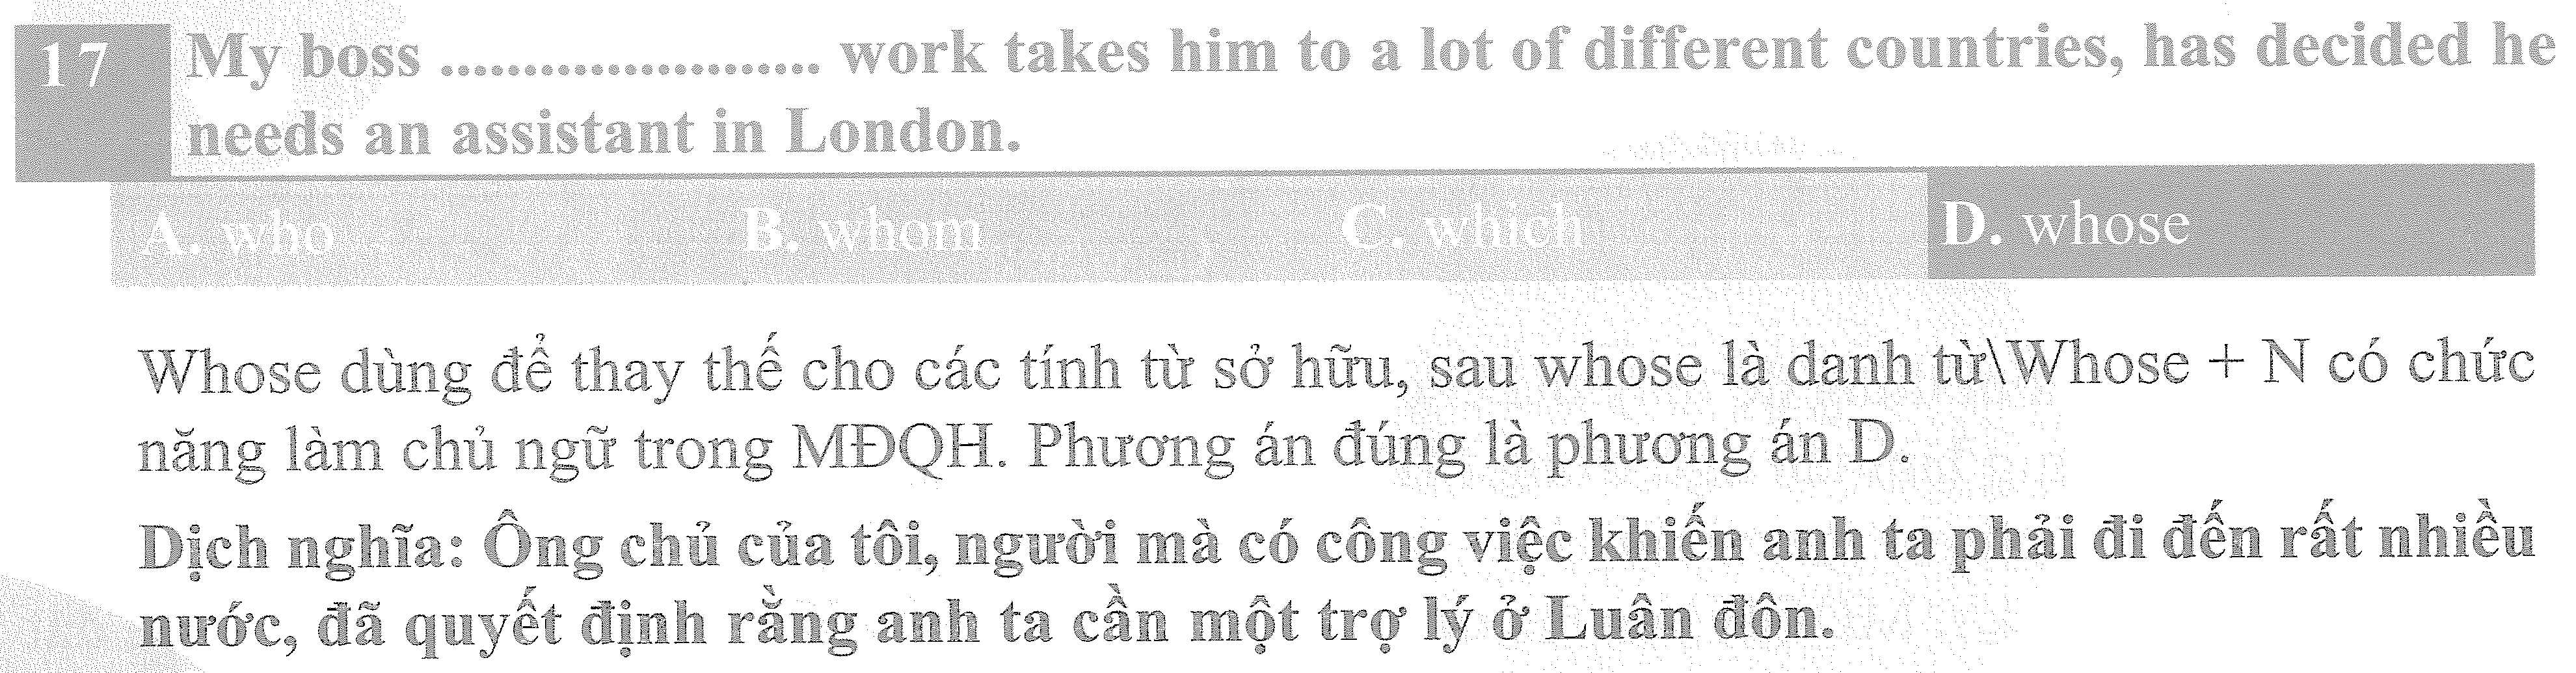 17 My boss ...................... work takes him to a lot of different countries, has decided he
needs an assistant in London.
A. who B. whom C. which D. whose
Whose dùng để thay thế cho các tính từ sở hữu, sau whose là danh từ\Whose + N có chức
năng làm chủ ngữ trong MĐQH. Phương án đúng là phương án D.
Dịch nghĩa: Ông chủ của tôi, người mà có công việc khiến anh ta phải đi đến rất nhiều
nước, đã quyết định rằng anh ta cần một trợ lý ở Luân đôn.